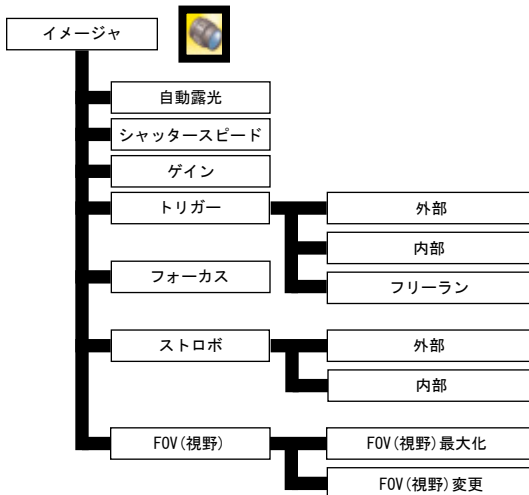 イメージャ
自動露光
シャッタースピード
ゲイン
トリガー
外部
内部
フリーラン
フォーカス
ストロボ
外部
内部
FOV(視野)
FOV(視野)最大化
FOV(視野)変更